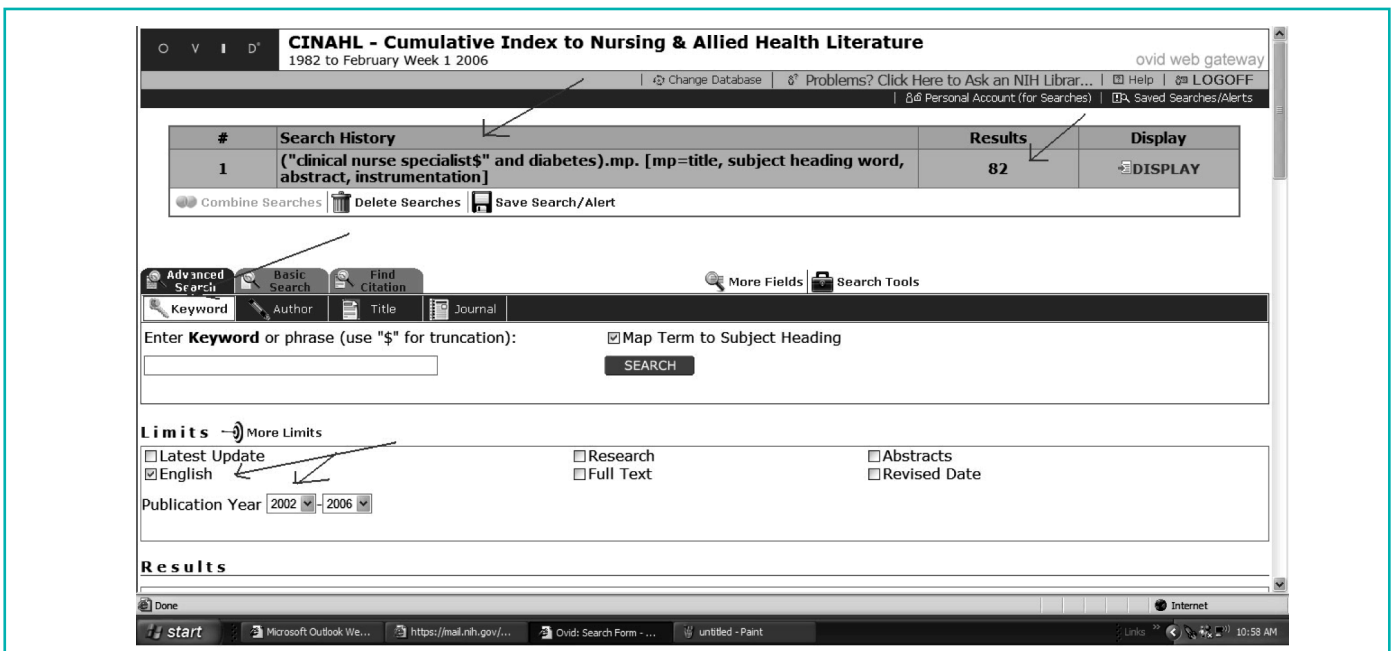 OVID® CINAHL - Cumulative Index to Nursing & Allied Health Literature
1982 to February Week 1 2006 ovid web gateway
Change Database | Problems? Click Here to Ask an NIH Librar... | Help | LOGOFF
Personal Account (for Searches) | Saved Searches/Alerts
# Search History Results Display
1 ("clinical nurse specialist$" and diabetes).mp. [mp=title, subject heading word, 82 DISPLAY
abstract, instrumentation]
Combine Searches Delete Searches Save Search/Alert
Advanced Search Basic Search Find Citation More Fields Search Tools
Keyword Author Title Journal
Enter Keyword or phrase (use "$" for truncation): Map Term to Subject Heading
SEARCH
Limits More Limits
Latest Update Research Abstracts
English Full Text Revised Date
Publication Year 2002 - 2006
Results
Done Internet
start Microsoft Outlook We... https://mail.nih.gov/... Ovid: Search Form - ... untitled - Paint Links » 10:58 AM